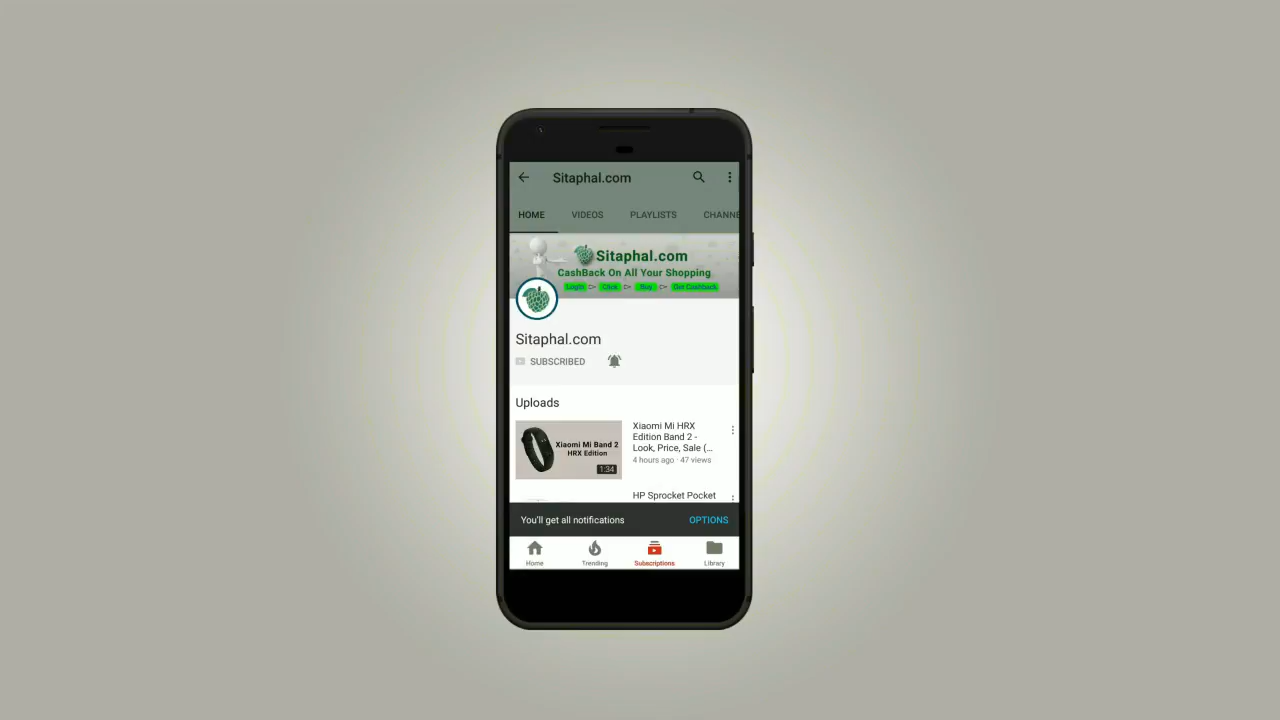 Sitaphal.com
HOME VIDEOS PLAYLISTS CHANNE
Sitaphal.com
CashBack On All Your Shopping
Login Click Buy Get Cashback
Sitaphal.com
SUBSCRIBED
Uploads
Xiaomi Mi Band 2
HRX Edition
1:34
Xiaomi Mi HRX
Edition Band 2 -
Look, Price, Sale (...
4 hours ago · 47 views
HP Sprocket Pocket
You'll get all notifications OPTIONS
Home Trending Subscriptions Library